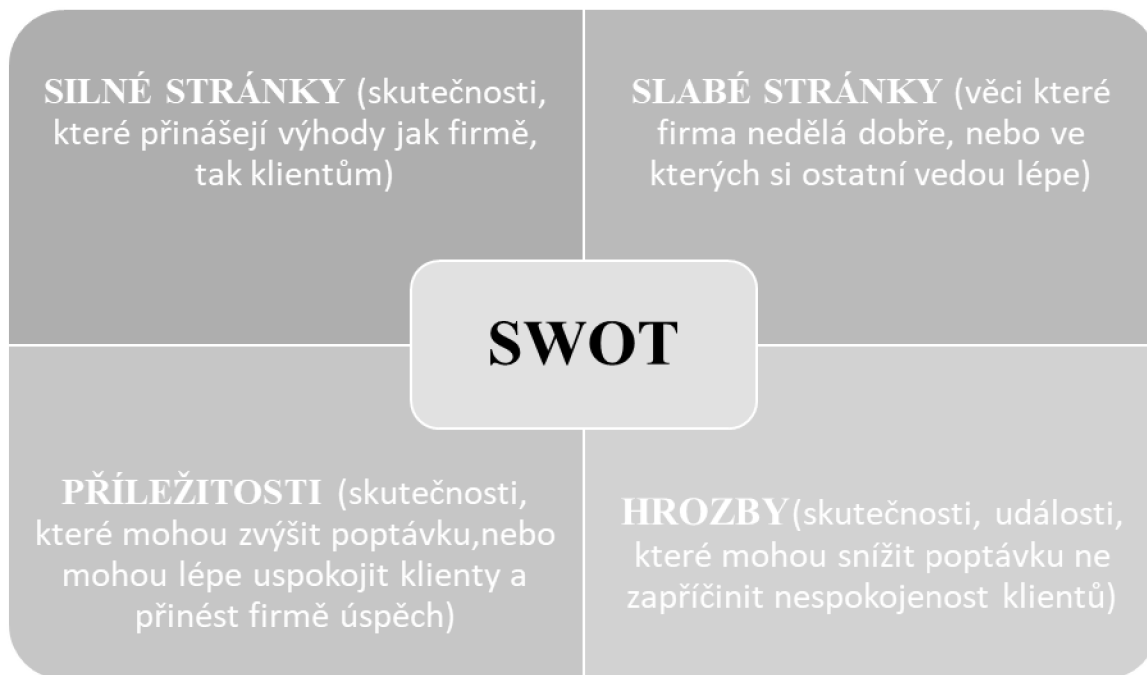 SILNÉ STRÁNKY (skutečnosti,
které přinášejí výhody jak firmě,
tak klientům)
SLABÉ STRÁNKY (věci které
firma nedělá dobře, nebo ve
kterých si ostatní vedou lépe)
SWOT
PŘÍLEŽITOSTI (skutečnosti,
které mohou zvýšit poptávku,nebo
mohou lépe uspokojit klienty a
přinést firmě úspěch)
HROZBY(skutečnosti, události,
které mohou snížit poptávku ne
zapříčinit nespokojenost klientů)